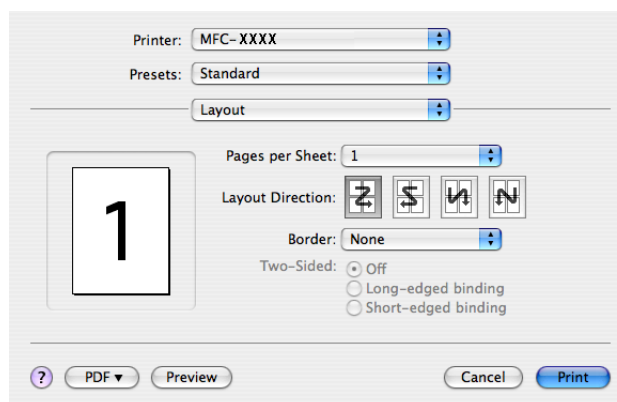 Printer: MFC-XXXX
Presets: Standard
Layout
Pages per Sheet: 1
Layout Direction:
Border: None
Two-Sided: Off
Long-edged binding
Short-edged binding
1
? PDF▼ Preview Cancel Print